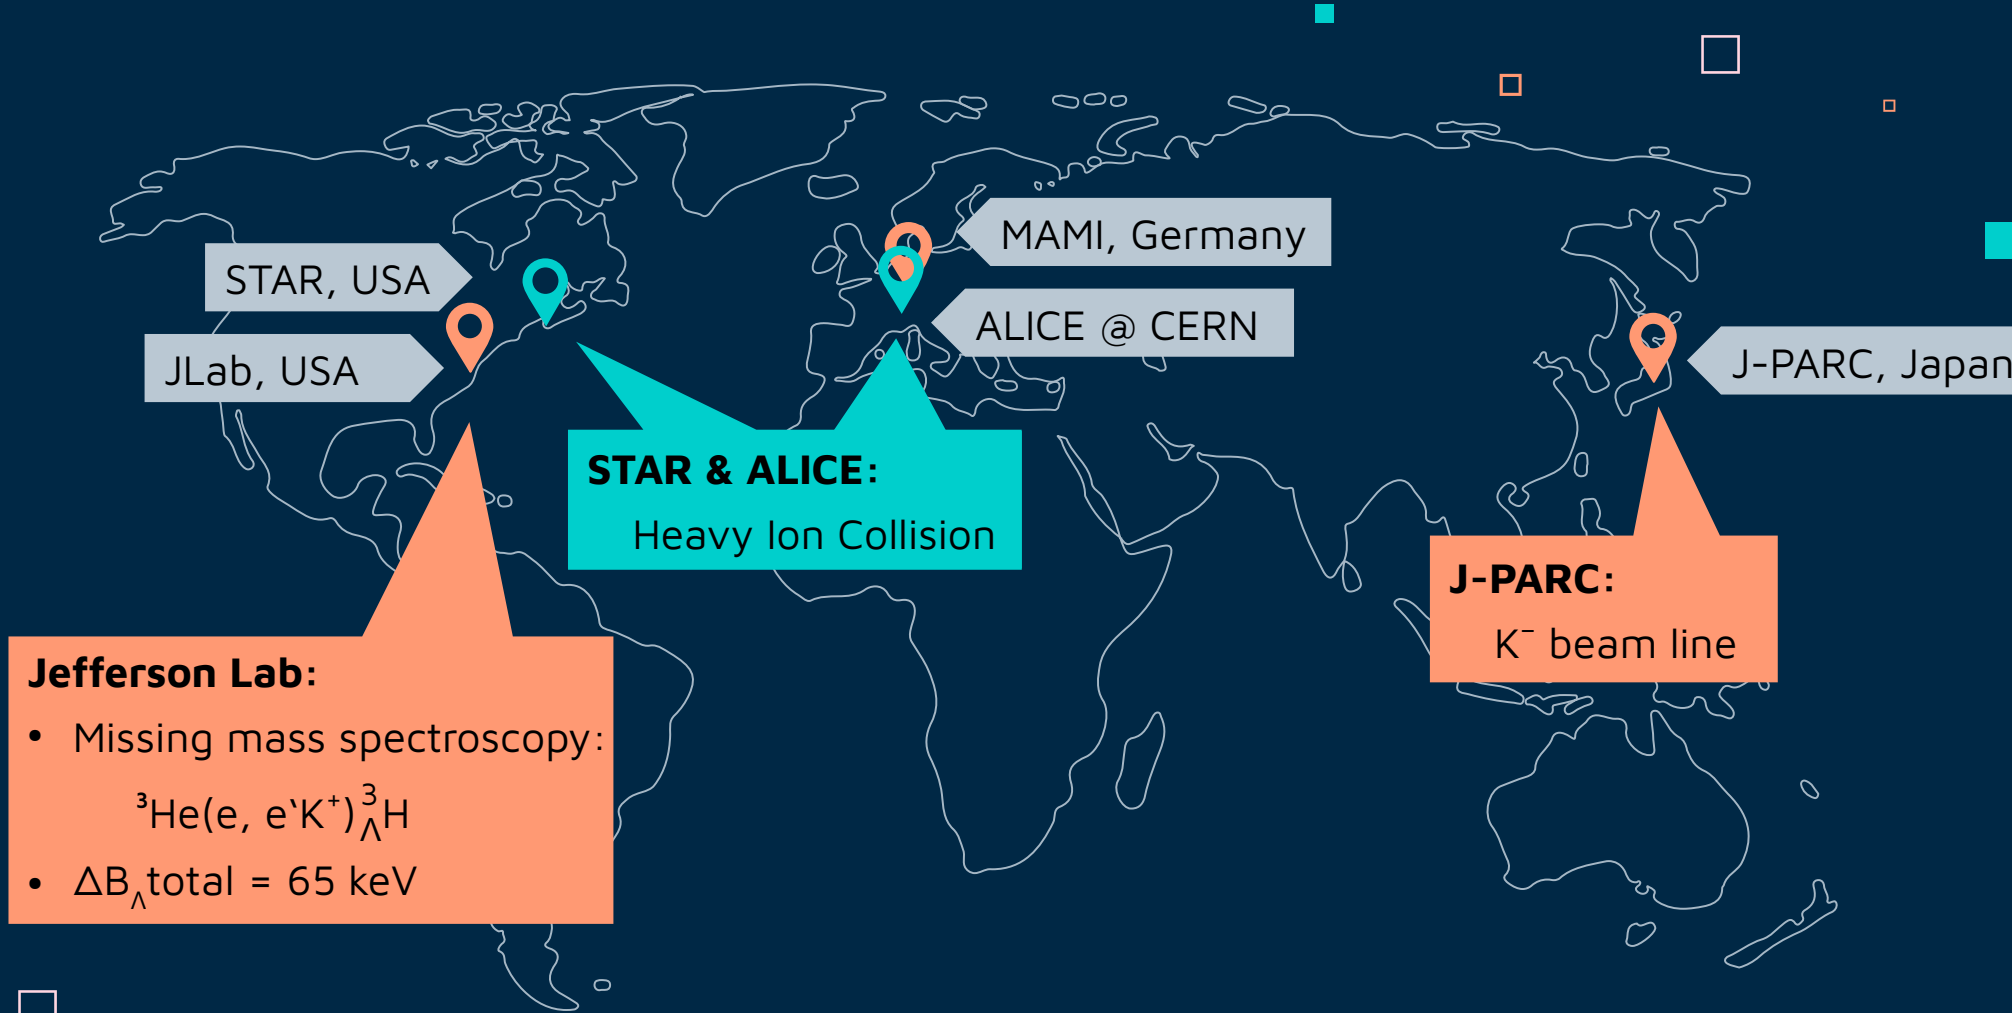 STAR, USA
JLab, USA
MAMI, Germany
ALICE @ CERN
J-PARC, Japan
STAR & ALICE:
Heavy Ion Collision
J-PARC:
K⁻ beam line
Jefferson Lab:
• Missing mass spectroscopy:
³He(e, e‘K⁺)³ΛH
• ΔB_Λtotal = 65 keV